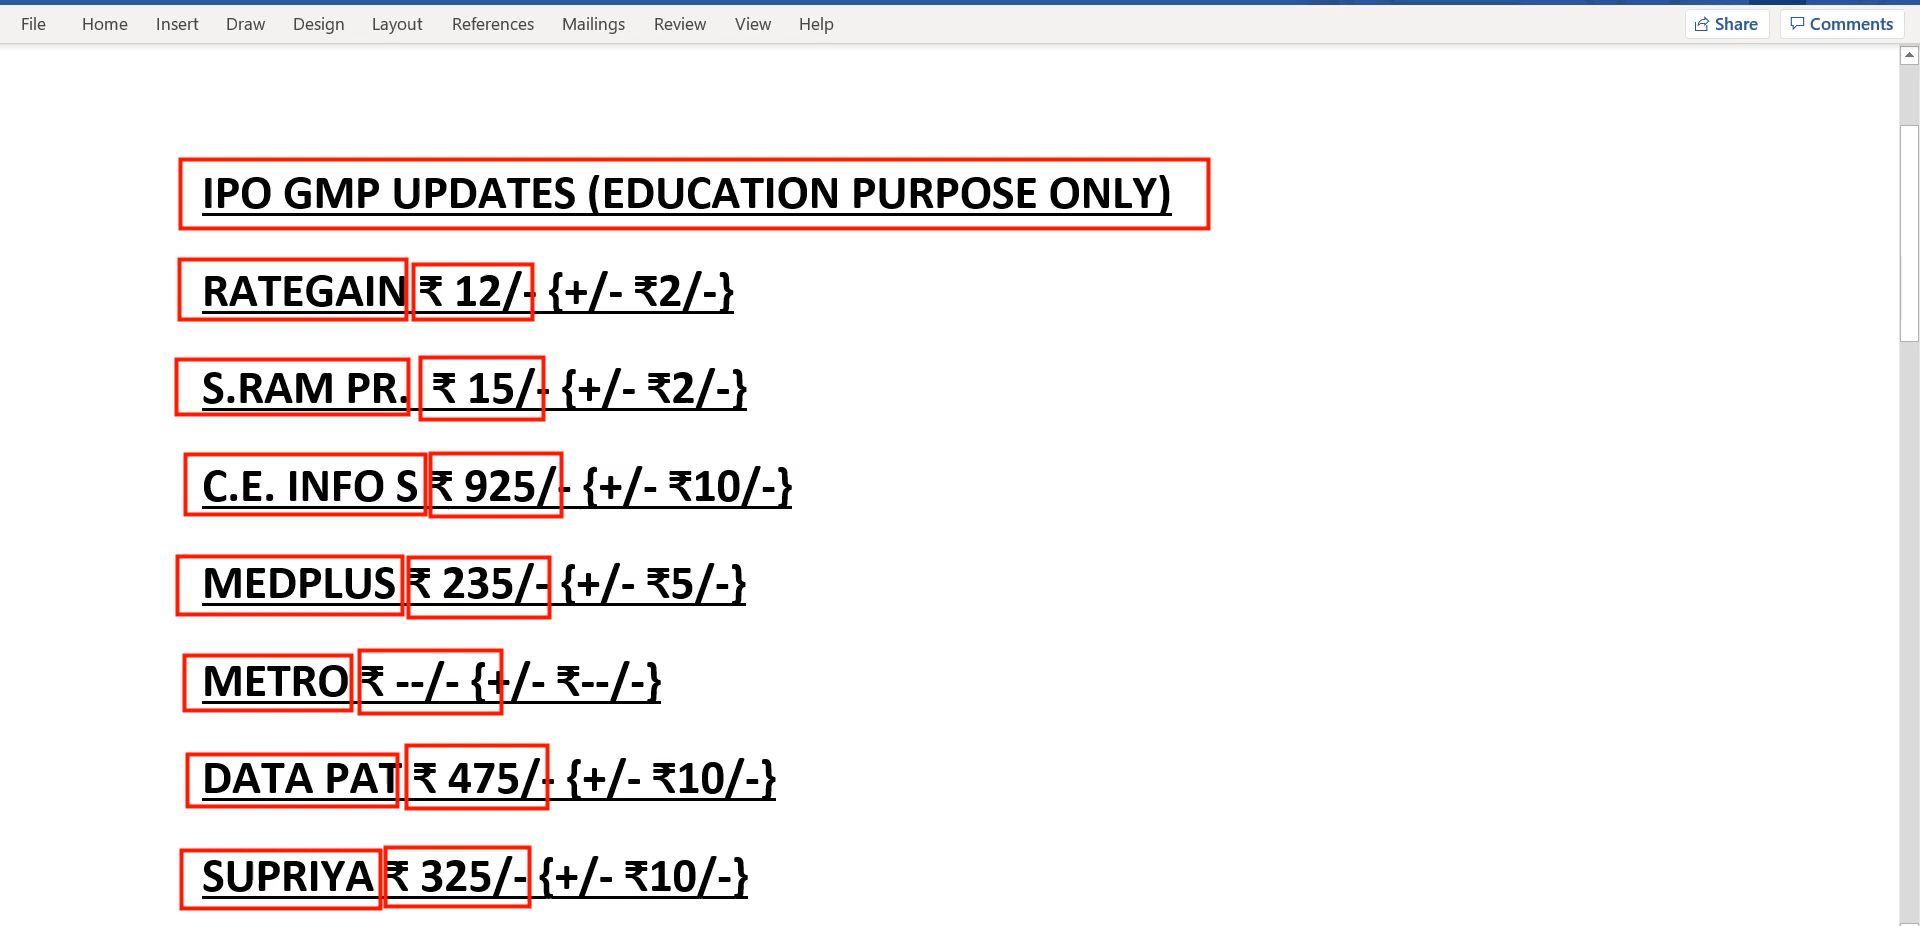 File Home Insert Draw Design Layout References Mailings Review View Help Share Comments
IPO GMP UPDATES (EDUCATION PURPOSE ONLY)
RATEGAIN ₹ 12/- {+/- ₹2/-}
S.RAM PR. ₹ 15/- {+/- ₹2/-}
C.E. INFO S ₹ 925/- {+/- ₹10/-}
MEDPLUS ₹ 235/- {+/- ₹5/-}
METRO ₹ --/- {+/- ₹--/-}
DATA PAT ₹ 475/- {+/- ₹10/-}
SUPRIYA ₹ 325/- {+/- ₹10/-}